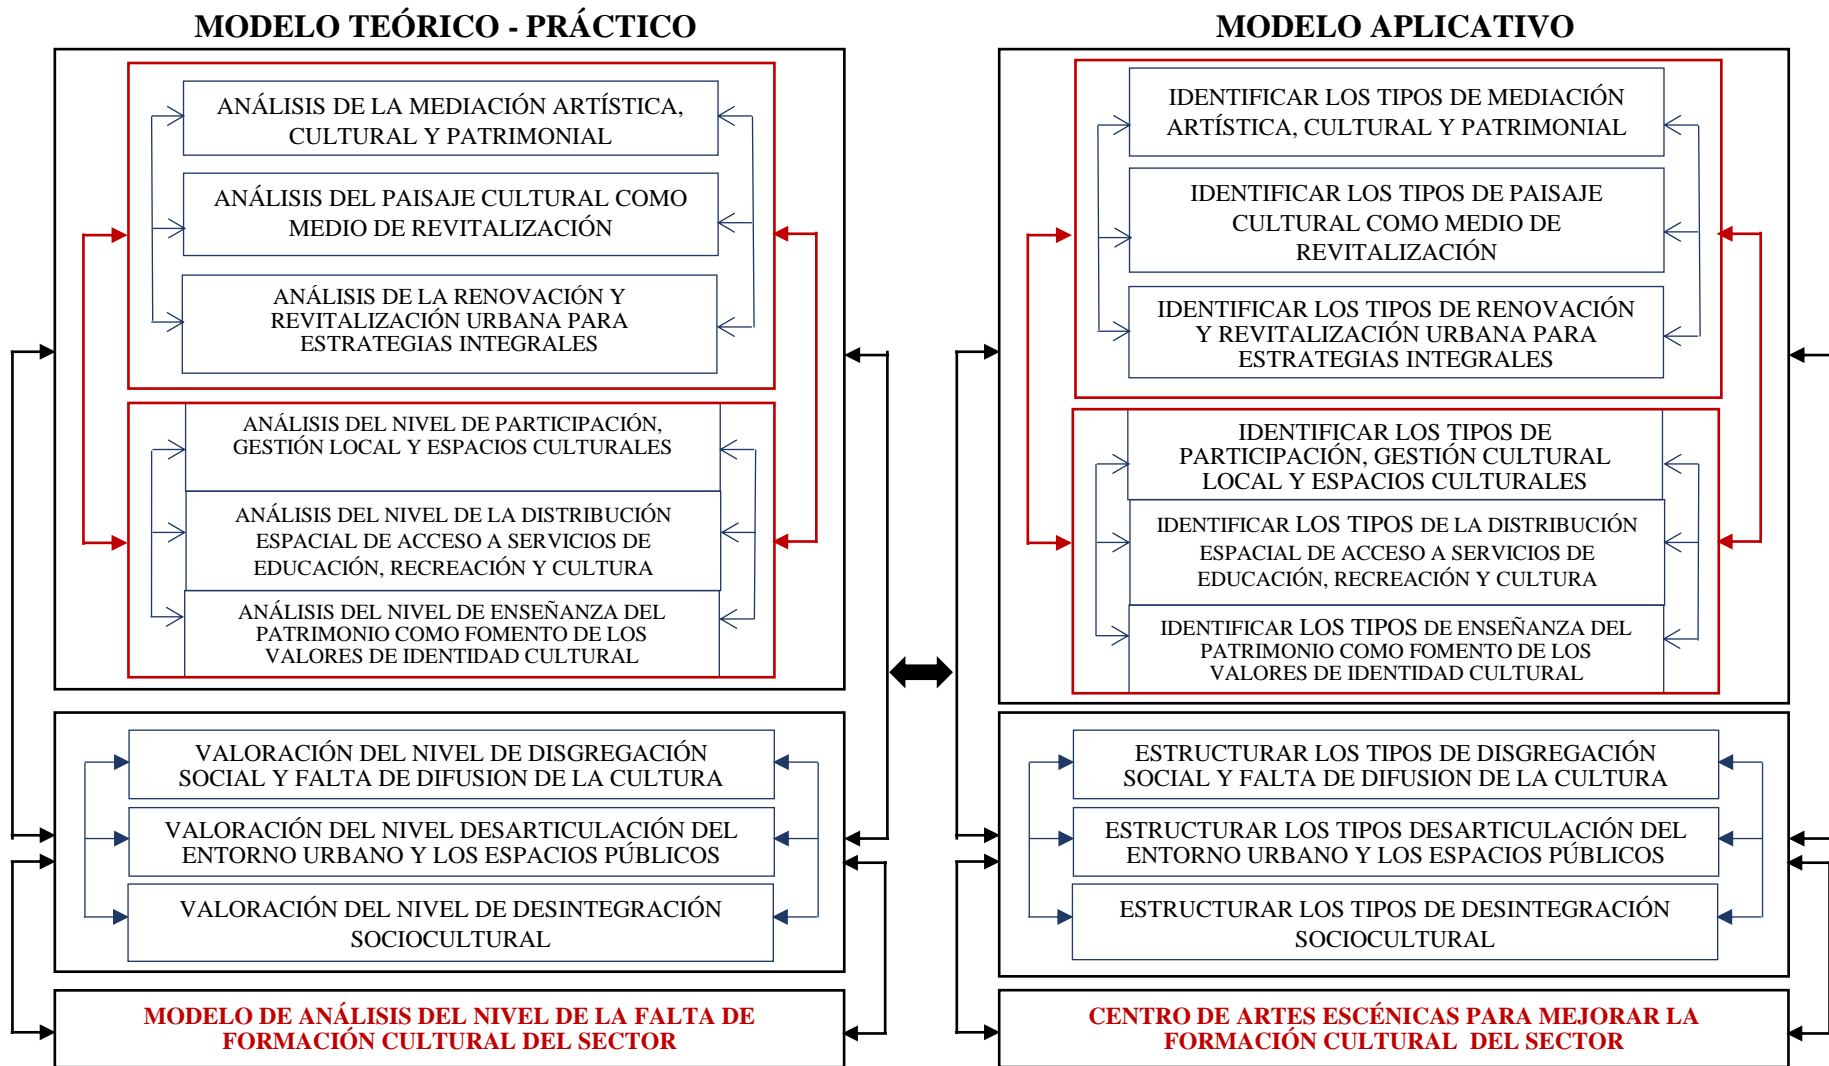 MODELO TEÓRICO - PRÁCTICO
ANÁLISIS DE LA MEDIACIÓN ARTÍSTICA,
CULTURAL Y PATRIMONIAL
ANÁLISIS DEL PAISAJE CULTURAL COMO
MEDIO DE REVITALIZACIÓN
ANÁLISIS DE LA RENOVACIÓN Y
REVITALIZACIÓN URBANA PARA
ESTRATEGIAS INTEGRALES
ANÁLISIS DEL NIVEL DE PARTICIPACIÓN,
GESTIÓN LOCAL Y ESPACIOS CULTURALES
ANÁLISIS DEL NIVEL DE LA DISTRIBUCIÓN
ESPACIAL DE ACCESO A SERVICIOS DE
EDUCACIÓN, RECREACIÓN Y CULTURA
ANÁLISIS DEL NIVEL DE ENSEÑANZA DEL
PATRIMONIO COMO FOMENTO DE LOS
VALORES DE IDENTIDAD CULTURAL
VALORACIÓN DEL NIVEL DE DISGREGACIÓN
SOCIAL Y FALTA DE DIFUSION DE LA CULTURA
VALORACIÓN DEL NIVEL DESARTICULACIÓN DEL
ENTORNO URBANO Y LOS ESPACIOS PÚBLICOS
VALORACIÓN DEL NIVEL DE DESINTEGRACIÓN
SOCIOCULTURAL
MODELO DE ANÁLISIS DEL NIVEL DE LA FALTA DE
FORMACIÓN CULTURAL DEL SECTOR
MODELO APLICATIVO
IDENTIFICAR LOS TIPOS DE MEDIACIÓN
ARTÍSTICA, CULTURAL Y PATRIMONIAL
IDENTIFICAR LOS TIPOS DE PAISAJE
CULTURAL COMO MEDIO DE
REVITALIZACIÓN
IDENTIFICAR LOS TIPOS DE RENOVACIÓN
Y REVITALIZACIÓN URBANA PARA
ESTRATEGIAS INTEGRALES
IDENTIFICAR LOS TIPOS DE
PARTICIPACIÓN, GESTIÓN CULTURAL
LOCAL Y ESPACIOS CULTURALES
IDENTIFICAR LOS TIPOS DE LA DISTRIBUCIÓN
ESPACIAL DE ACCESO A SERVICIOS DE
EDUCACIÓN, RECREACIÓN Y CULTURA
IDENTIFICAR LOS TIPOS DE ENSEÑANZA DEL
PATRIMONIO COMO FOMENTO DE LOS
VALORES DE IDENTIDAD CULTURAL
ESTRUCTURAR LOS TIPOS DE DISGREGACIÓN
SOCIAL Y FALTA DE DIFUSION DE LA CULTURA
ESTRUCTURAR LOS TIPOS DESARTICULACIÓN DEL
ENTORNO URBANO Y LOS ESPACIOS PÚBLICOS
ESTRUCTURAR LOS TIPOS DE DESINTEGRACIÓN
SOCIOCULTURAL
CENTRO DE ARTES ESCÉNICAS PARA MEJORAR LA
FORMACIÓN CULTURAL DEL SECTOR